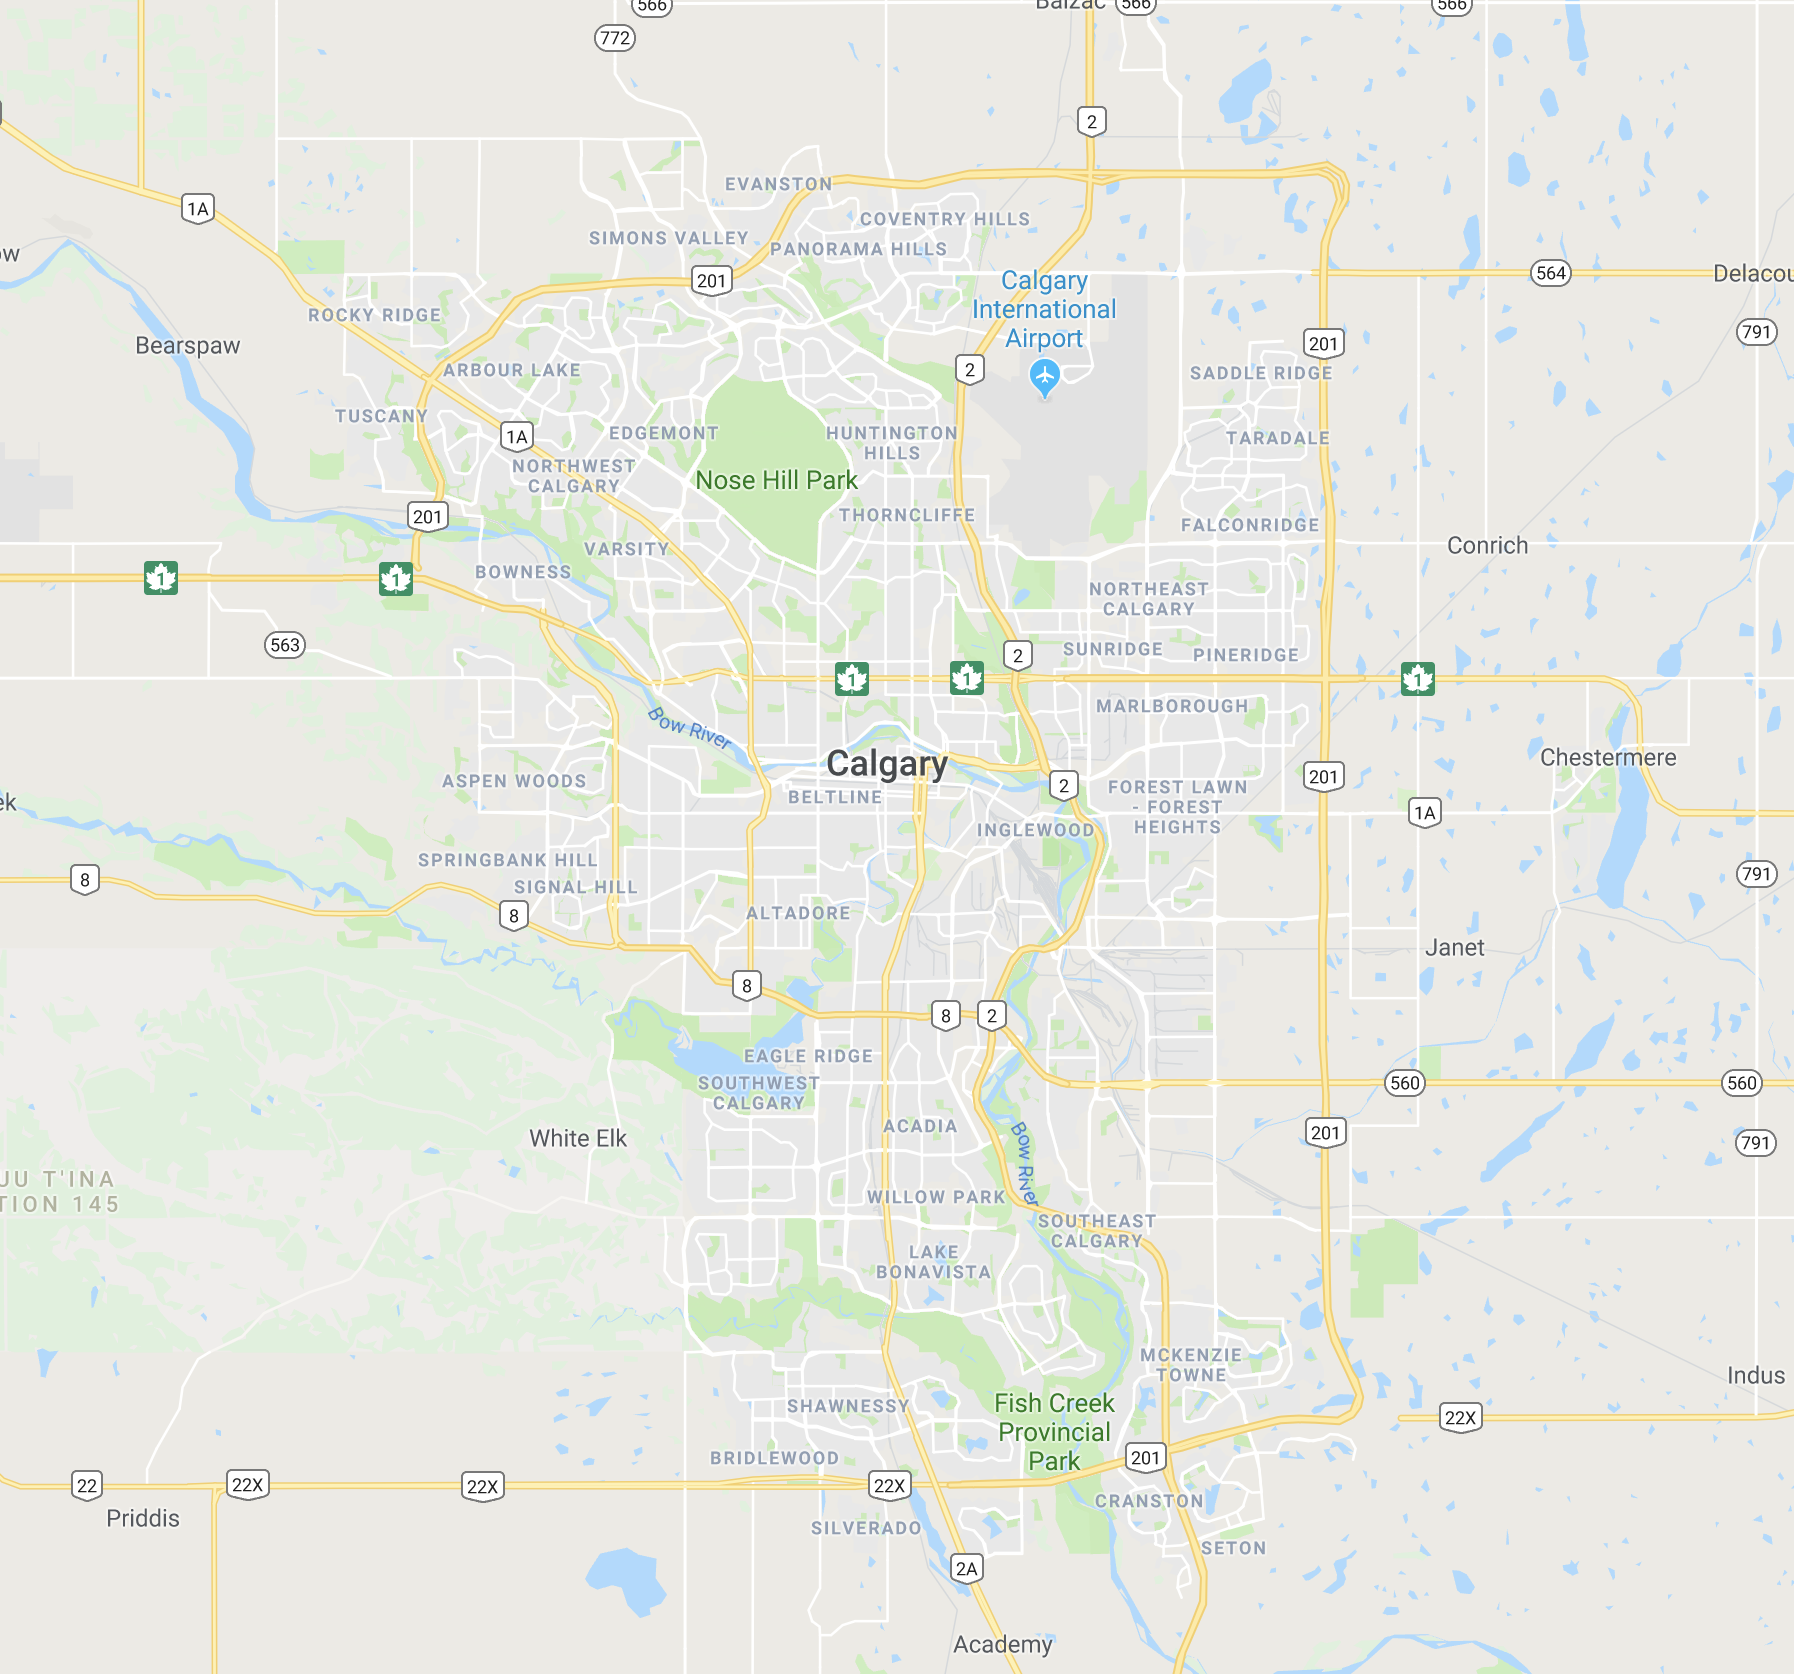 566
Balzac
566
566
772
2
1A
EVANSTON
COVENTRY HILLS
SIMONS VALLEY
PANORAMA HILLS
201
Calgary
International
Airport
564
ROCKY RIDGE
Bearspaw
791
201
ARBOUR LAKE
2
SADDLE RIDGE
TUSCANY
1A
EDGEMONT
HUNTINGTON
HILLS
TARADALE
NORTHWEST
CALGARY
Nose Hill Park
201
THORNCLIFFE
FALCONRIDGE
Conrich
VARSITY
BOWNESS
1
1
NORTHEAST
CALGARY
563
2
SUNRIDGE
PINERIDGE
1
1
1
MARLBOROUGH
Bow River
Calgary
Chestermere
201
ASPEN WOODS
BELTLINE
2
FOREST LAWN
- FOREST
HEIGHTS
1A
INGLEWOOD
SPRINGBANK HILL
8
SIGNAL HILL
791
8
ALTADORE
Janet
8
8
2
EAGLE RIDGE
SOUTHWEST
CALGARY
560
560
White Elk
ACADIA
Bow River
201
791
UU T'INA
TION 145
WILLOW PARK
SOUTHEAST
CALGARY
LAKE
BONAVISTA
MCKENZIE
TOWNE
Indus
SHAWNESSY
Fish Creek
Provincial
Park
22X
BRIDLEWOOD
201
22
22X
22X
22X
Priddis
CRANSTON
SILVERADO
SETON
2A
Academy